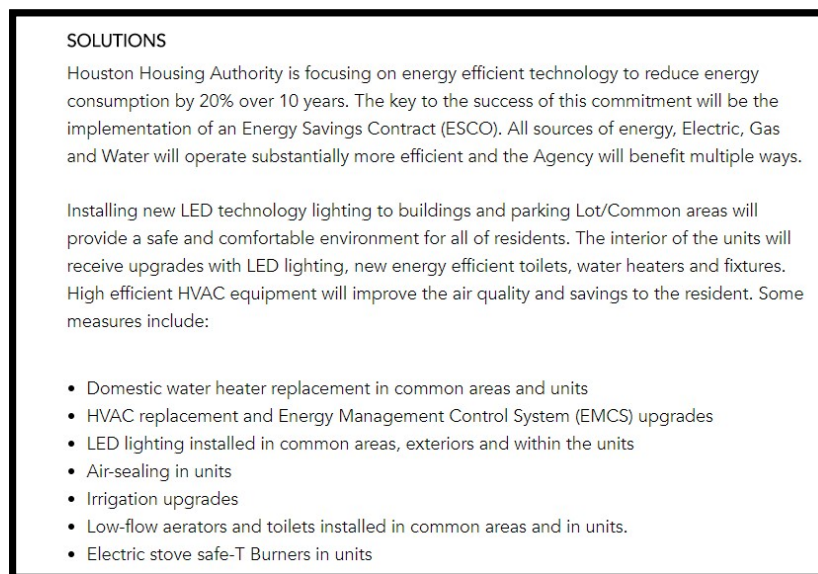 SOLUTIONS
Houston Housing Authority is focusing on energy efficient technology to reduce energy
consumption by 20% over 10 years. The key to the success of this commitment will be the
implementation of an Energy Savings Contract (ESCO). All sources of energy, Electric, Gas
and Water will operate substantially more efficient and the Agency will benefit multiple ways.
Installing new LED technology lighting to buildings and parking Lot/Common areas will
provide a safe and comfortable environment for all of residents. The interior of the units will
receive upgrades with LED lighting, new energy efficient toilets, water heaters and fixtures.
High efficient HVAC equipment will improve the air quality and savings to the resident. Some
measures include:
• Domestic water heater replacement in common areas and units
• HVAC replacement and Energy Management Control System (EMCS) upgrades
• LED lighting installed in common areas, exteriors and within the units
• Air-sealing in units
• Irrigation upgrades
• Low-flow aerators and toilets installed in common areas and in units.
• Electric stove safe-T Burners in units